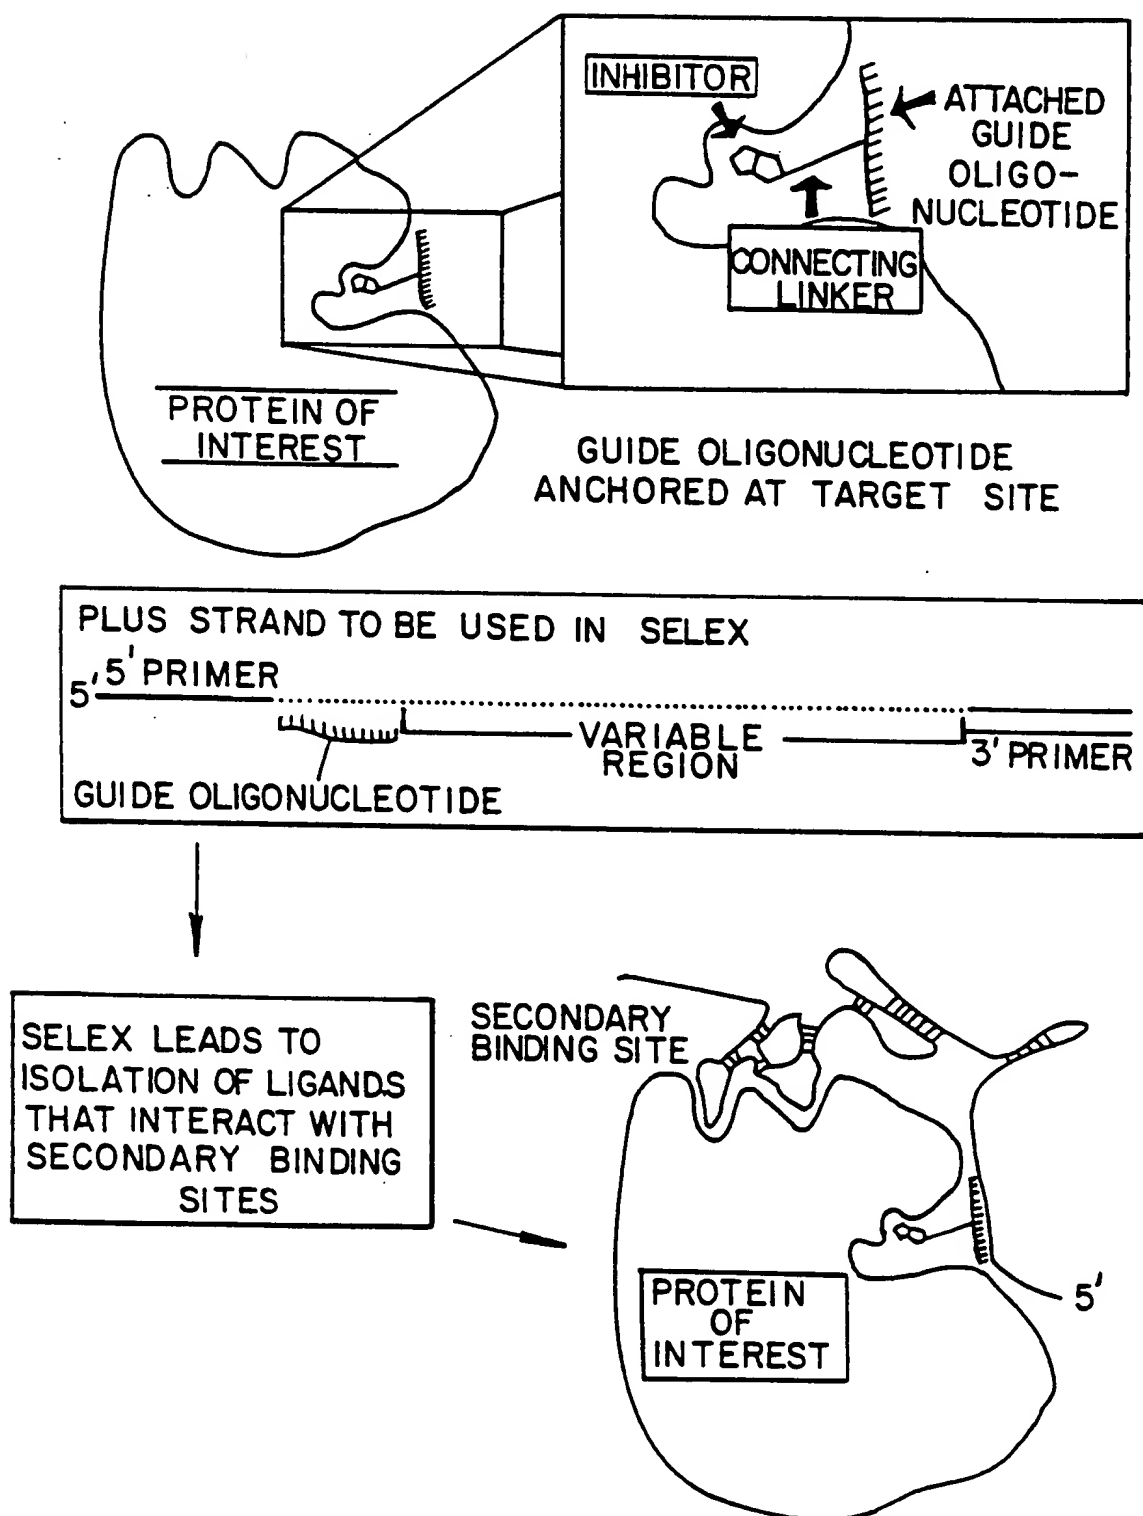 INHIBITOR
ATTACHED
GUIDE
OLIGO-
NUCLEOTIDE
CONNECTING
LINKER
PROTEIN OF
INTEREST
GUIDE OLIGONUCLEOTIDE
ANCHORED AT TARGET SITE
PLUS STRAND TO BE USED IN SELEX
5' 5' PRIMER
VARIABLE
REGION
3' PRIMER
GUIDE OLIGONUCLEOTIDE
SELEX LEADS TO
ISOLATION OF LIGANDS
THAT INTERACT WITH
SECONDARY BINDING
SITES
SECONDARY
BINDING SITE
5'
PROTEIN
OF
INTEREST